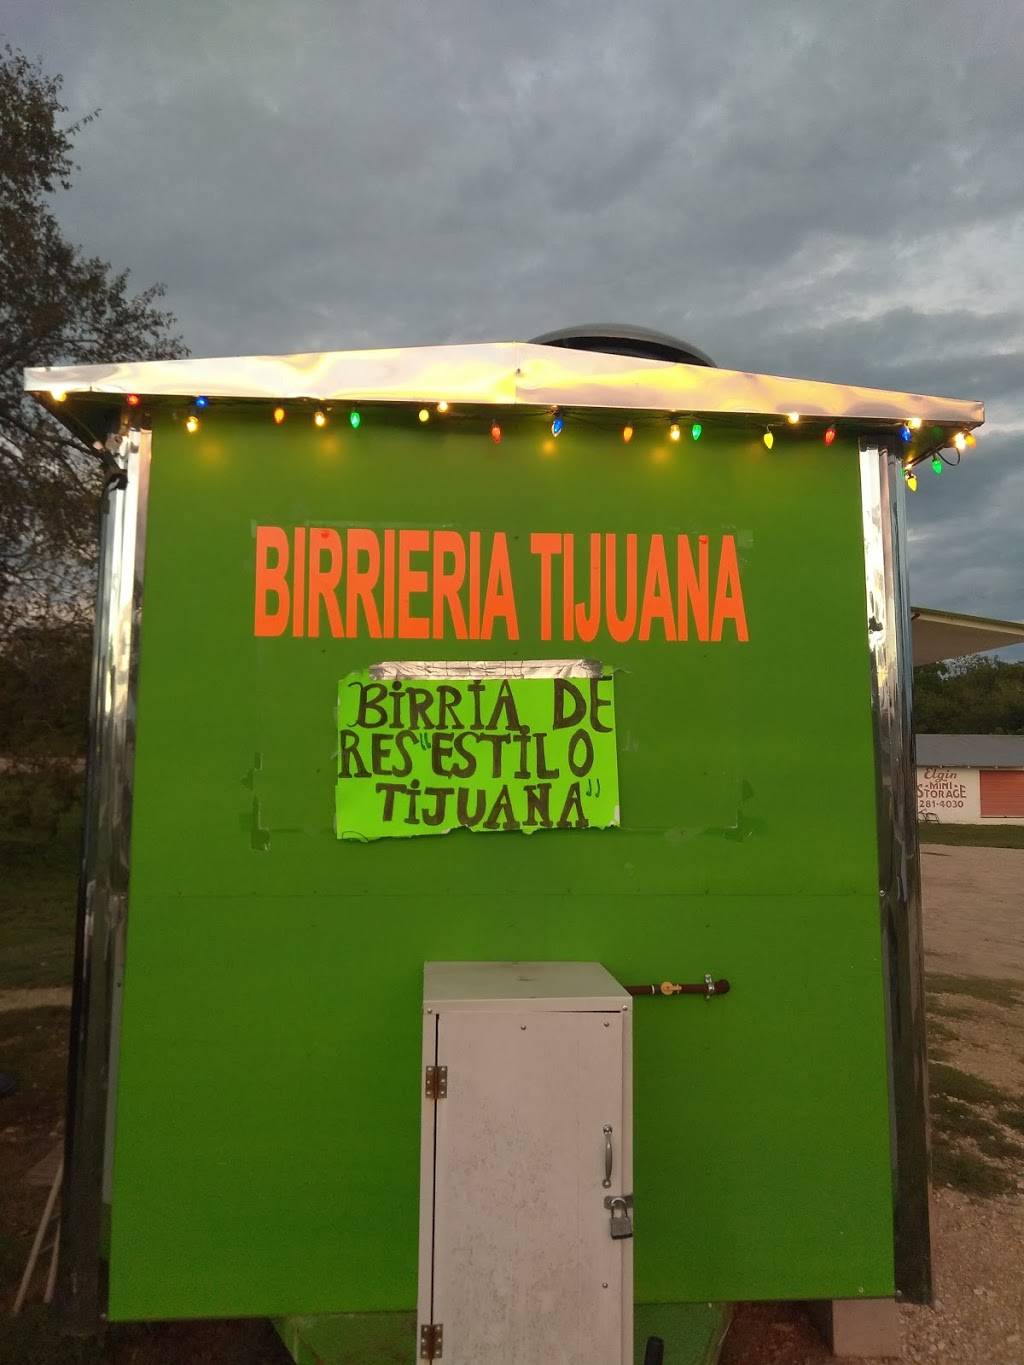 BIRRIERIA TIJUANA
BIRRIA DE
RES "ESTILO
TIJUANA"
Elgin
MINI
STORAGE
281-4030